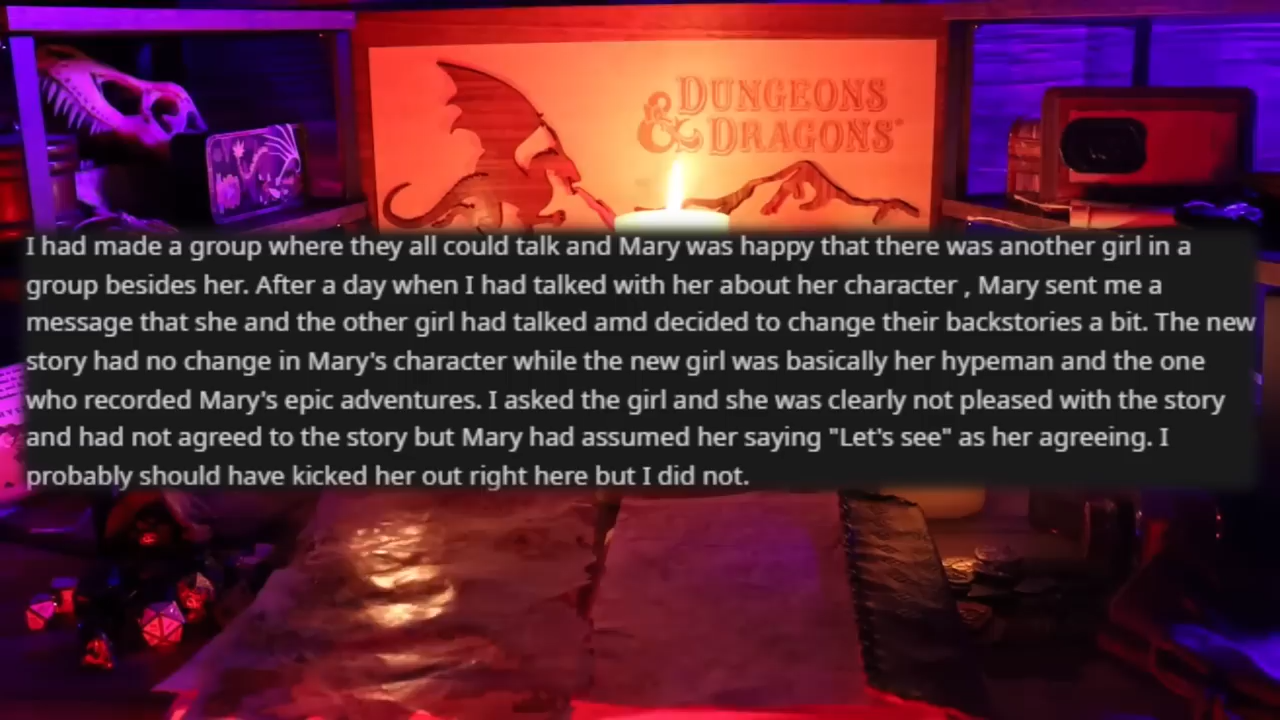 DUNGEONS
& DRAGONS
I had made a group where they all could talk and Mary was happy that there was another girl in a
group besides her. After a day when I had talked with her about her character , Mary sent me a
message that she and the other girl had talked amd decided to change their backstories a bit. The new
story had no change in Mary's character while the new girl was basically her hypeman and the one
who recorded Mary's epic adventures. I asked the girl and she was clearly not pleased with the story
and had not agreed to the story but Mary had assumed her saying "Let's see" as her agreeing. I
probably should have kicked her out right here but I did not.